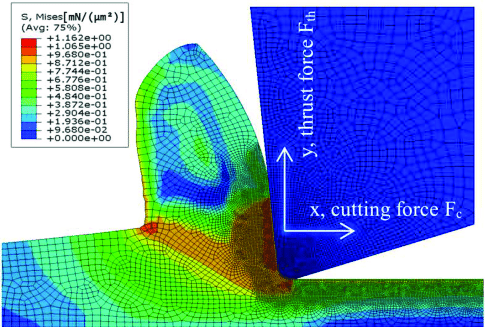 S, Mises[mN/(µm²)]
(Avg: 75%)
+1.162e+00
+1.065e+00
+9.680e-01
+8.712e-01
+7.744e-01
+6.776e-01
+5.808e-01
+4.840e-01
+3.872e-01
+2.904e-01
+1.936e-01
+9.680e-02
+0.000e+00
y, thrust force Fth
x, cutting force Fc